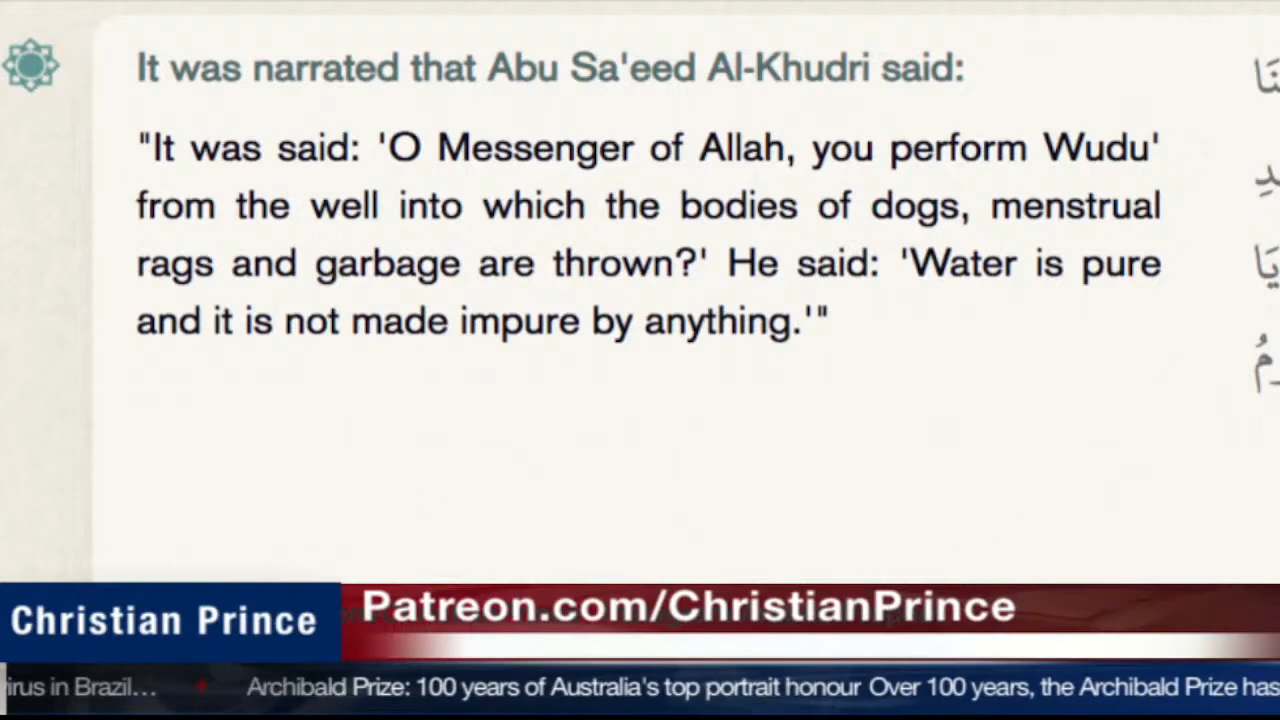 It was narrated that Abu Sa'eed Al-Khudri said:
"It was said: 'O Messenger of Allah, you perform Wudu'
from the well into which the bodies of dogs, menstrual
rags and garbage are thrown?' He said: 'Water is pure
and it is not made impure by anything.'"
نَا
يَا
Christian Prince
Patreon.com/ChristianPrince
irus in Brazil... Archibald Prize: 100 years of Australia's top portrait honour Over 100 years, the Archibald Prize has